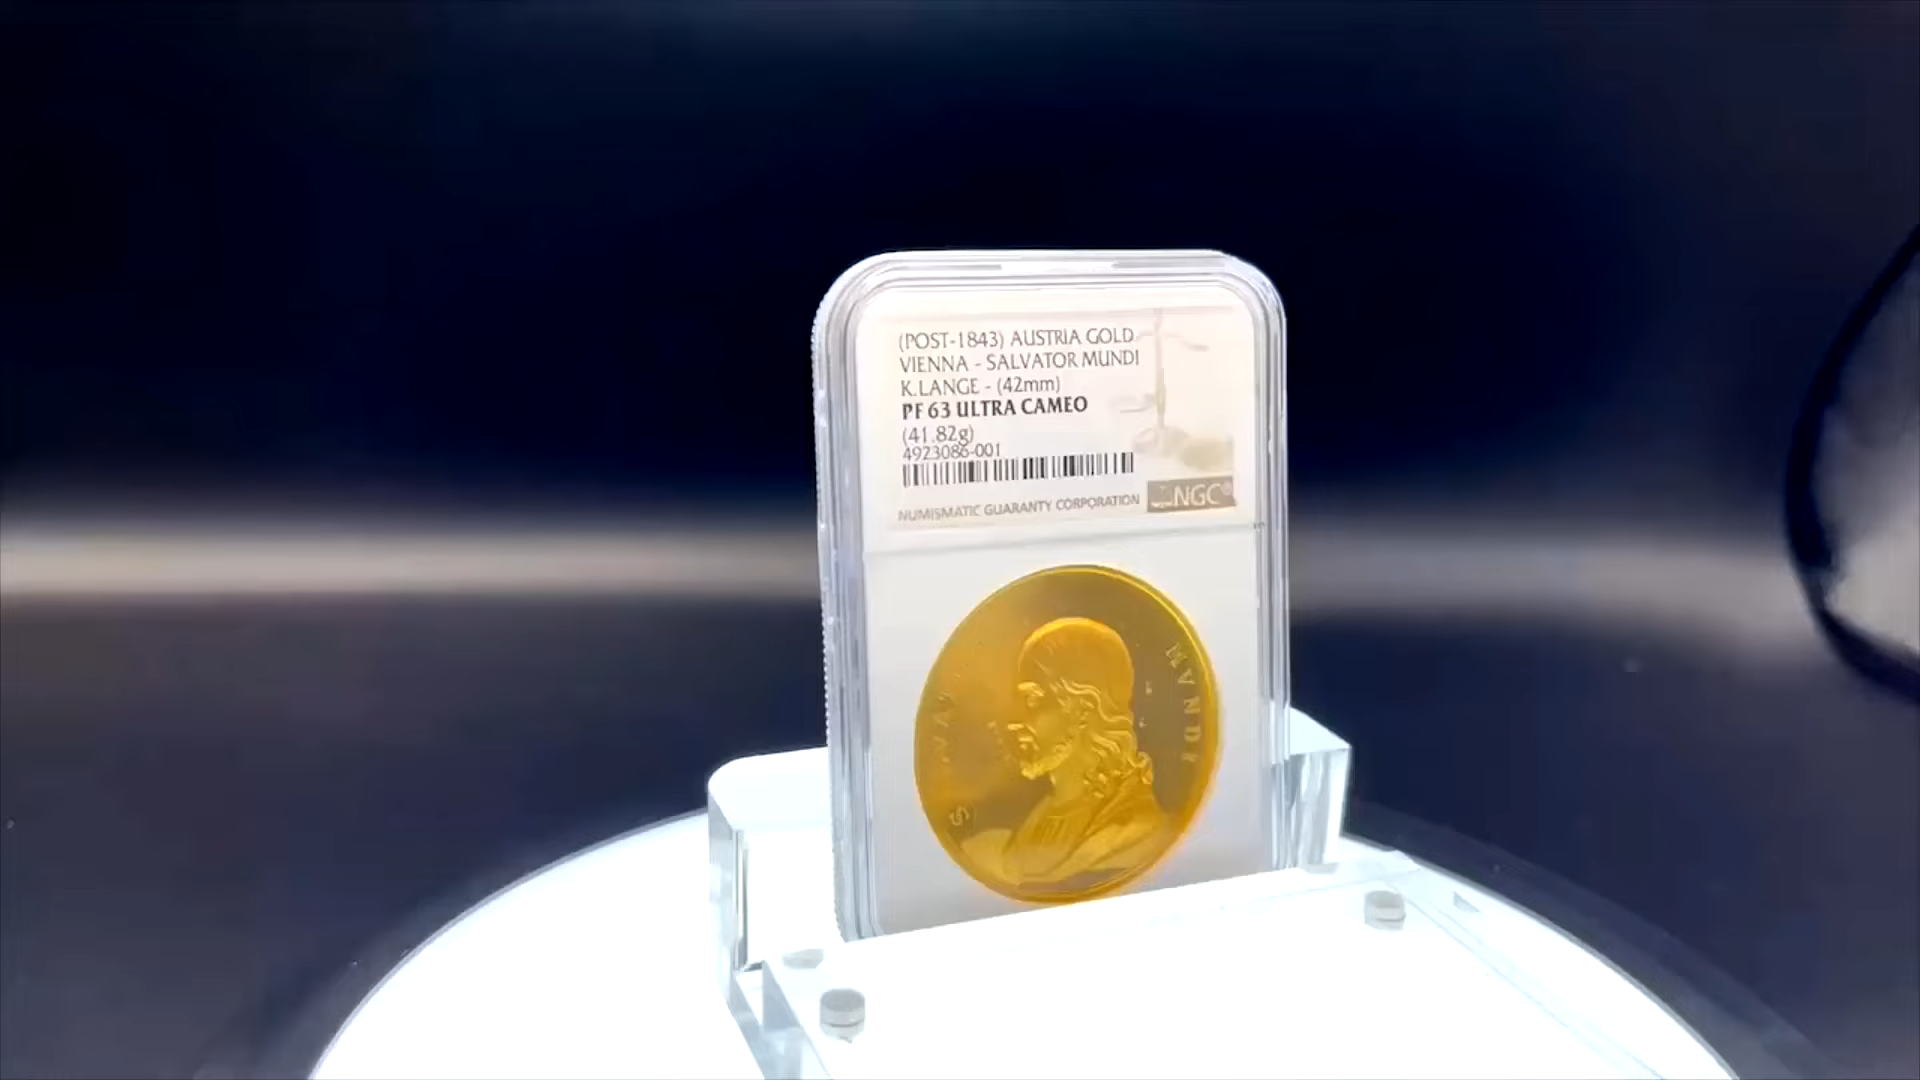 (POST-1843) AUSTRIA GOLD
VIENNA - SALVATOR MUNDI
K.LANGE - (42mm)
PF 63 ULTRA CAMEO
(41.82g)
4923086-001
NUMISMATIC GUARANTY CORPORATION
NGC®